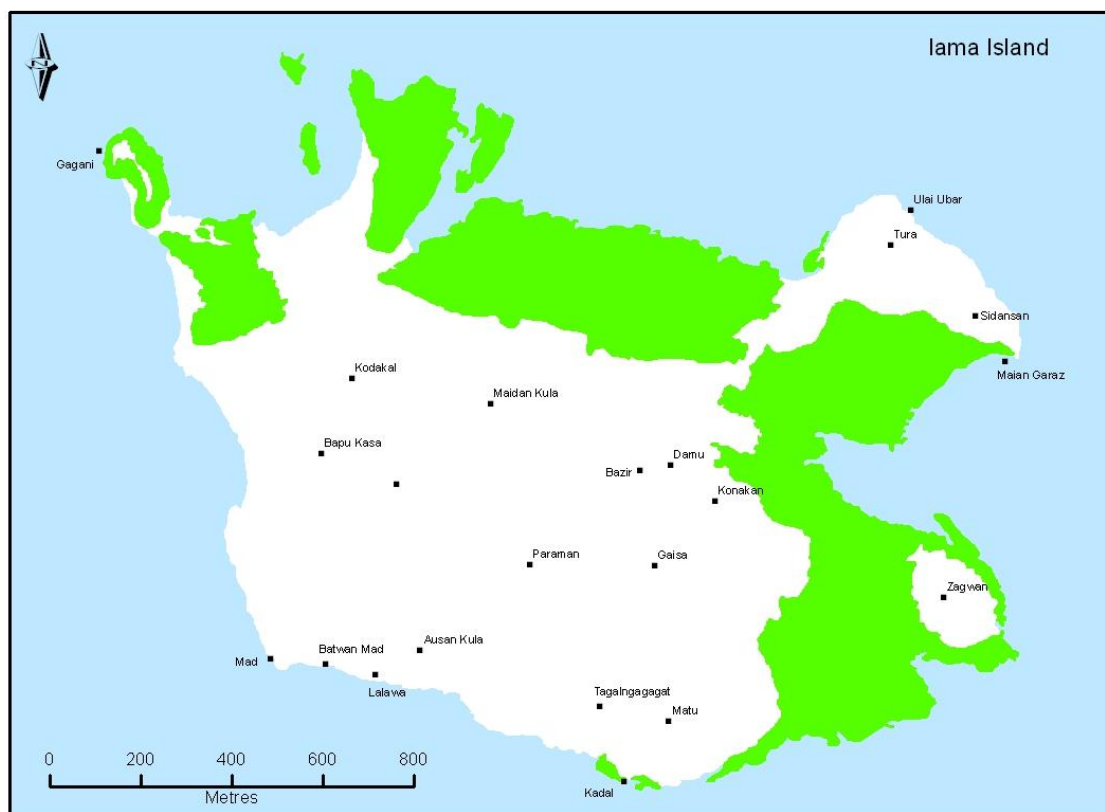 Iama Island
N
Gagani
Ulai Ubar
Tura
Sidansan
Maian Garaz
Kodakal
Maidan Kula
Bapu Kasa
Damu
Bazir
Konakan
Paraman
Gaisa
Zagwan
Ausan Kula
Batwan Mad
Mad
Lalawa
Tagalngagagat
Matu
Kadal
0 200 400 600 800
Metres